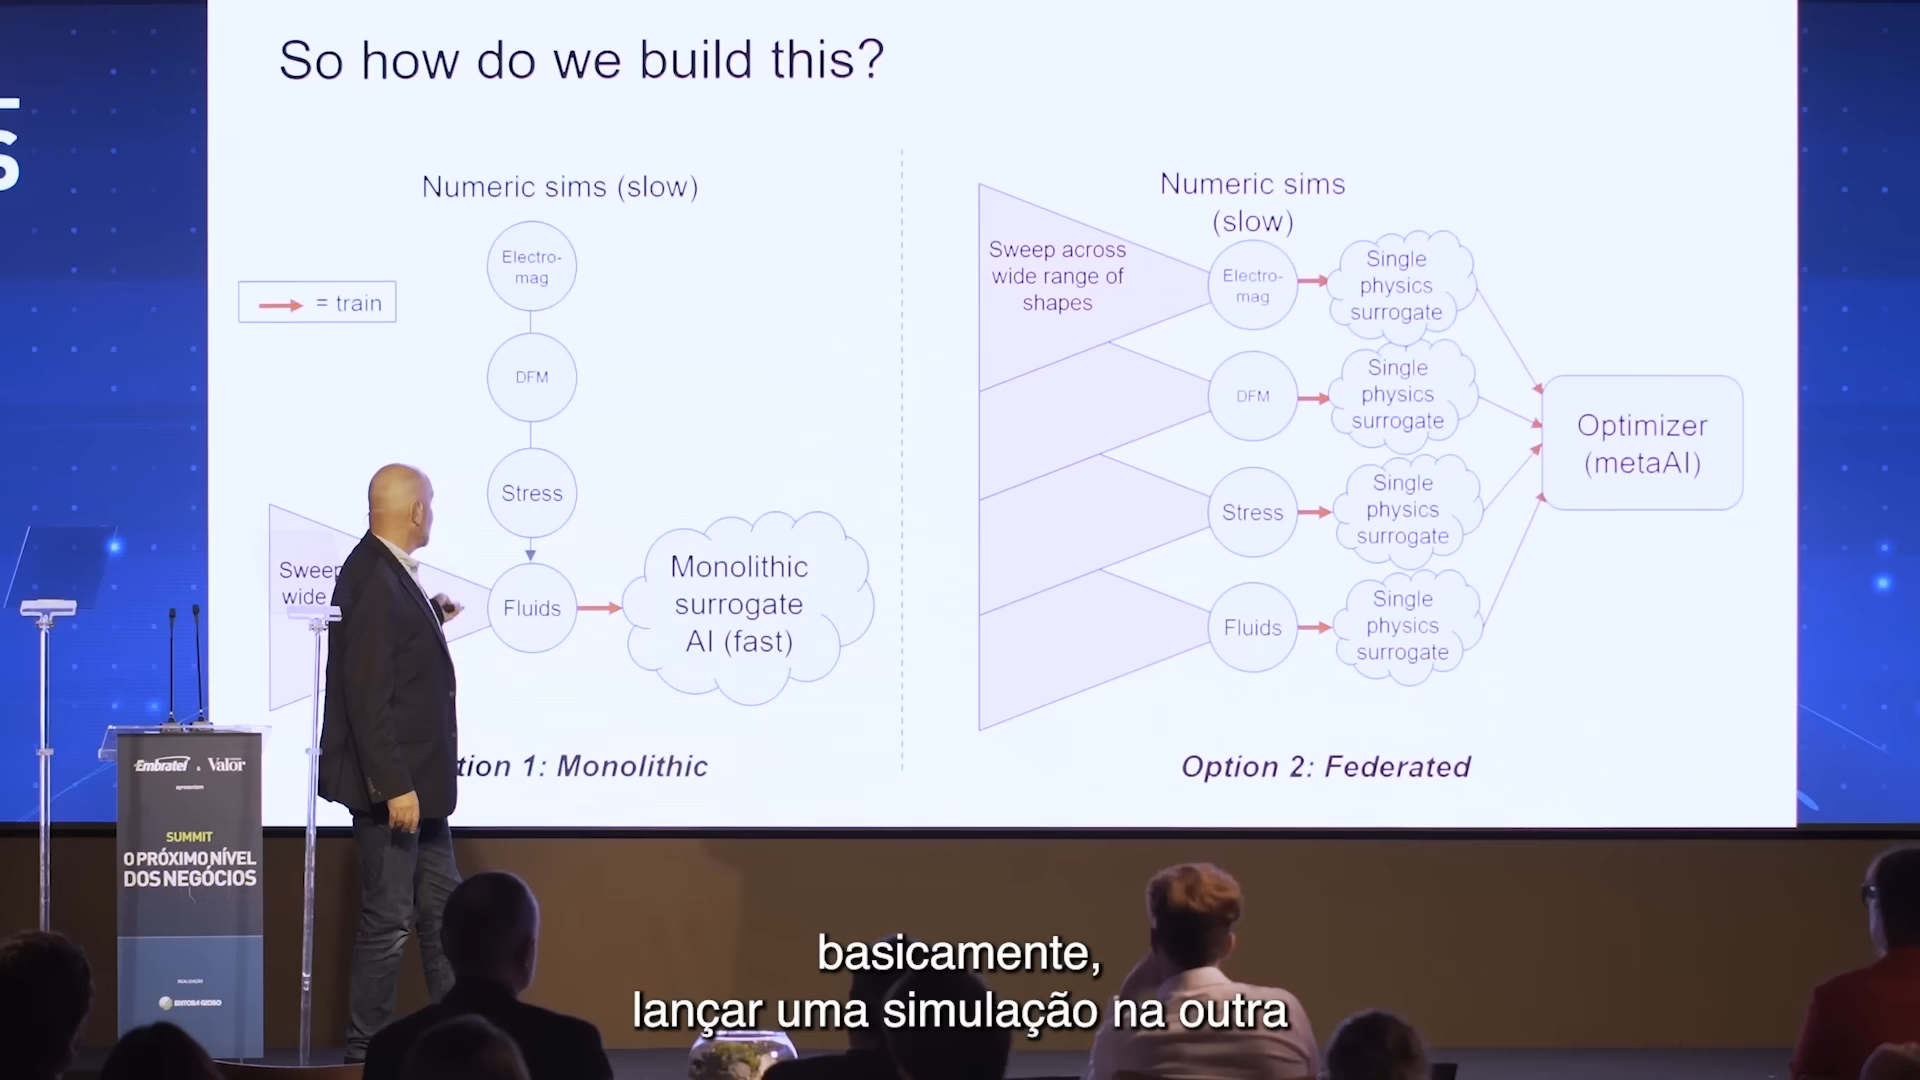 So how do we build this?
S
Numeric sims (slow)
Electro-
mag
= train
DFM
Stress
Sweep
wide
Fluids
Monolithic
surrogate
AI (fast)
tion 1: Monolithic
Numeric sims
(slow)
Sweep across
wide range of
shapes
Electro-
mag
Single
physics
surrogate
DFM
Single
physics
surrogate
Stress
Single
physics
surrogate
Fluids
Single
physics
surrogate
Optimizer
(metaAI)
Option 2: Federated
Embratel & Valor
apresentam
SUMMIT
O PRÓXIMO NÍVEL
DOS NEGÓCIOS
REALIZAÇÃO
EDITORA GLOBO
basicamente,
lançar uma simulação na outra